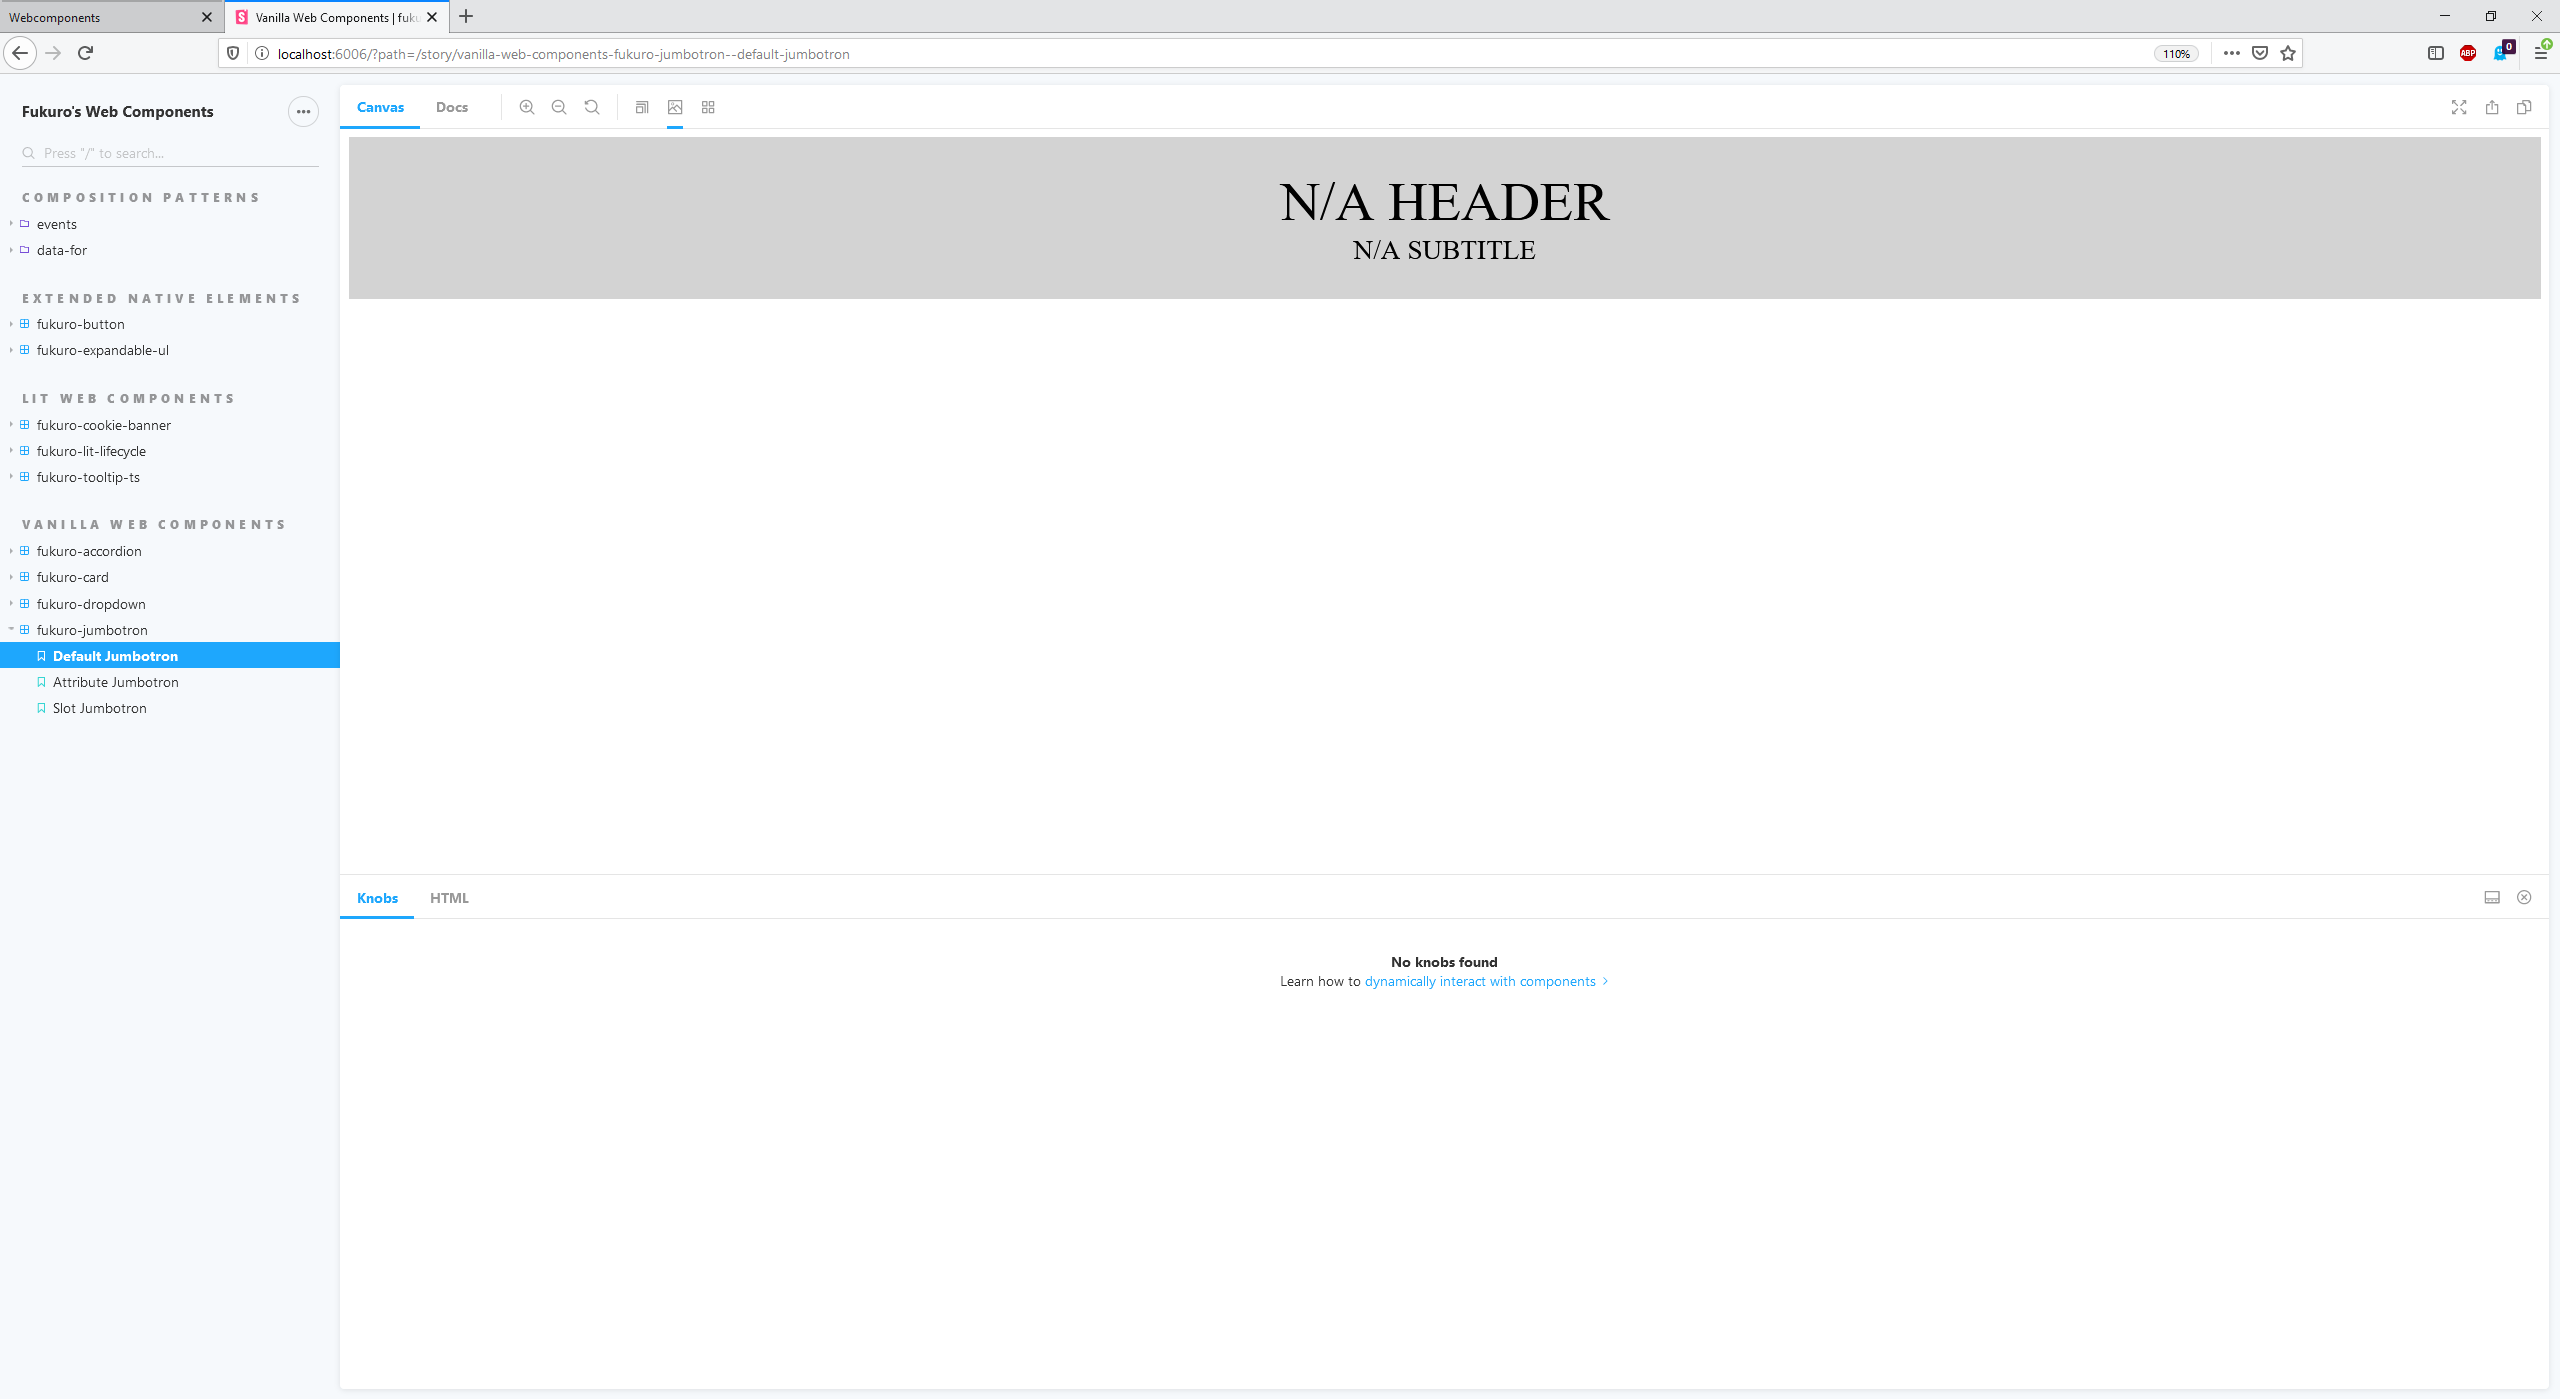 Webcomponents
Vanilla Web Components | fuku
localhost:6006/?path=/story/vanilla-web-components-fukuro-jumbotron--default-jumbotron
110%
ABP
0
Fukuro's Web Components
Press "/" to search...
COMPOSITION PATTERNS
events
data-for
EXTENDED NATIVE ELEMENTS
fukuro-button
fukuro-expandable-ul
LIT WEB COMPONENTS
fukuro-cookie-banner
fukuro-lit-lifecycle
fukuro-tooltip-ts
VANILLA WEB COMPONENTS
fukuro-accordion
fukuro-card
fukuro-dropdown
fukuro-jumbotron
Default Jumbotron
Attribute Jumbotron
Slot Jumbotron
Canvas
Docs
N/A HEADER
N/A SUBTITLE
Knobs
HTML
No knobs found
Learn how to dynamically interact with components